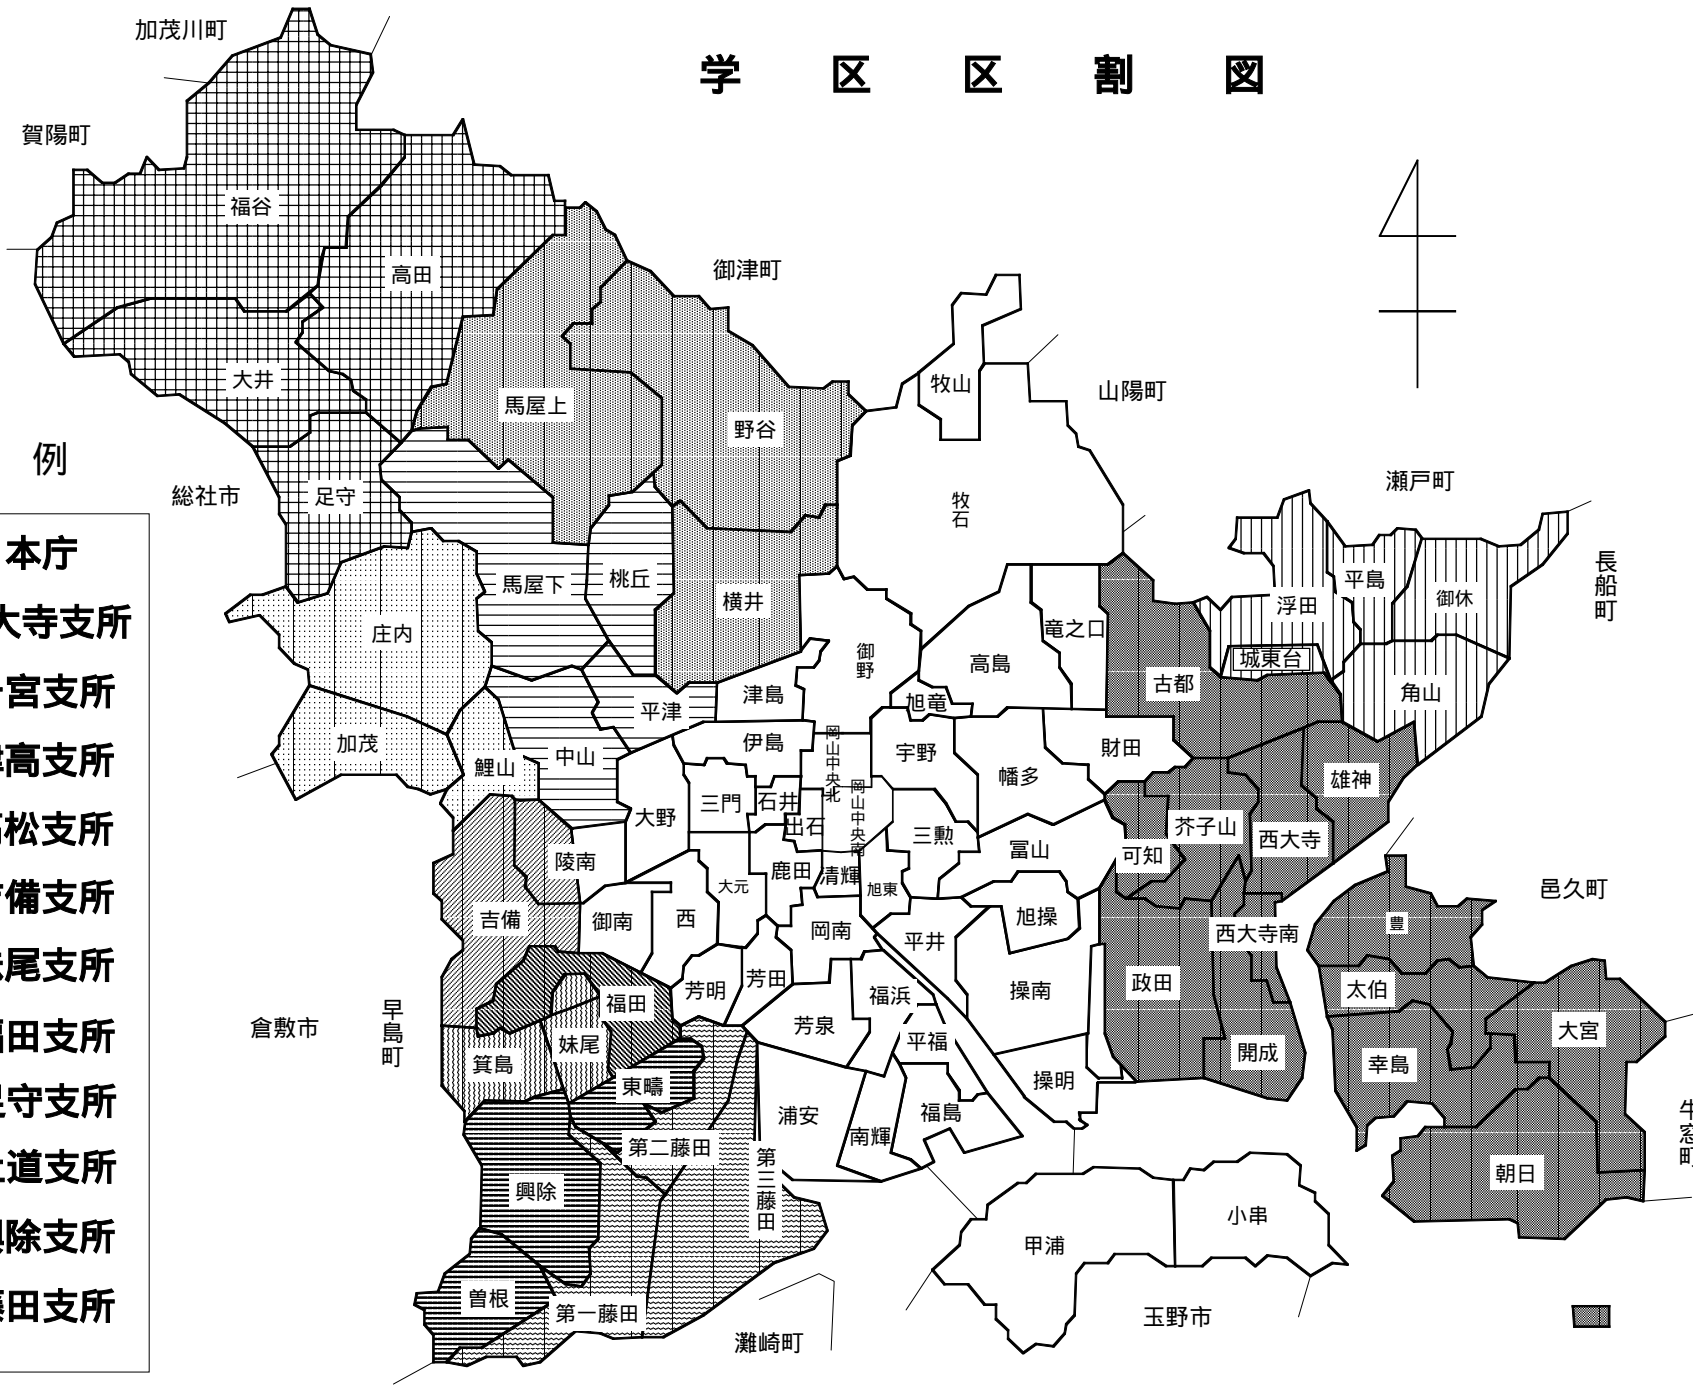 学区区割図
加茂川町
賀陽町
御津町
山陽町
瀬戸町
長船町
総社市
邑久町
倉敷市
早島町
玉野市
灘崎町
例
本庁
大寺支所
宮支所
高支所
松支所
備支所
尾支所
田支所
守支所
道支所
除支所
田支所
福谷
高田
大井
足守
馬屋上
野谷
牧山
牧石
馬屋下
桃丘
横井
庄内
加茂
鯉山
中山
平津
津島
御野
高島
竜之口
旭竜
伊島
岡山中央北
岡山中央南
宇野
幡多
財田
古都
浮田
平島
御休
城東台
角山
雄神
大野
三門
石井
出石
三勲
冨山
可知
芥子山
西大寺
陵南
吉備
御南
西
大元
鹿田
清輝
旭東
岡南
平井
旭操
西大寺南
豊
太伯
大宮
幸島
朝日
政田
開成
操南
操明
芳明
芳田
芳泉
福浜
平福
福田
妹尾
箕島
東疇
浦安
南輝
福島
第二藤田
第三藤田
興除
曽根
第一藤田
甲浦
小串